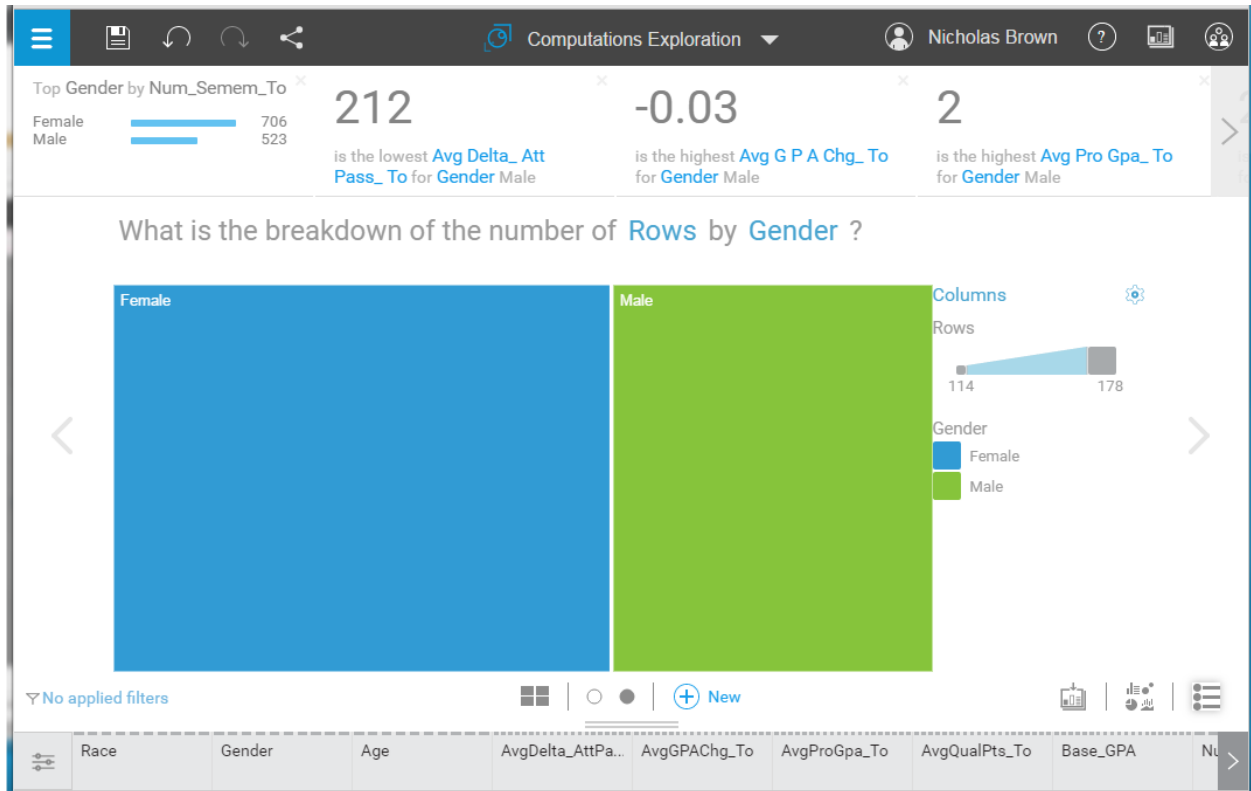 Computations Exploration
Nicholas Brown
?
Top Gender by Num_Semem_To
Female 706
Male 523
212
is the lowest Avg Delta_ Att
Pass_ To for Gender Male
-0.03
is the highest Avg G P A Chg_ To
for Gender Male
2
is the highest Avg Pro Gpa_ To
for Gender Male
What is the breakdown of the number of Rows by Gender ?
Female
Male
Columns
Rows
114 178
Gender
Female
Male
No applied filters
New
Race Gender Age AvgDelta_AttPa... AvgGPAChg_To AvgProGpa_To AvgQualPts_To Base_GPA